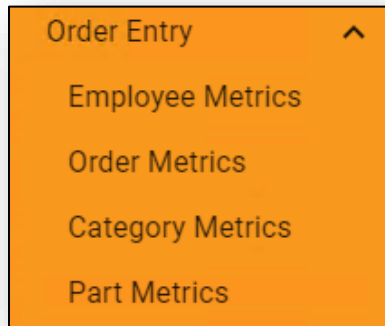 Order Entry
Employee Metrics
Order Metrics
Category Metrics
Part Metrics